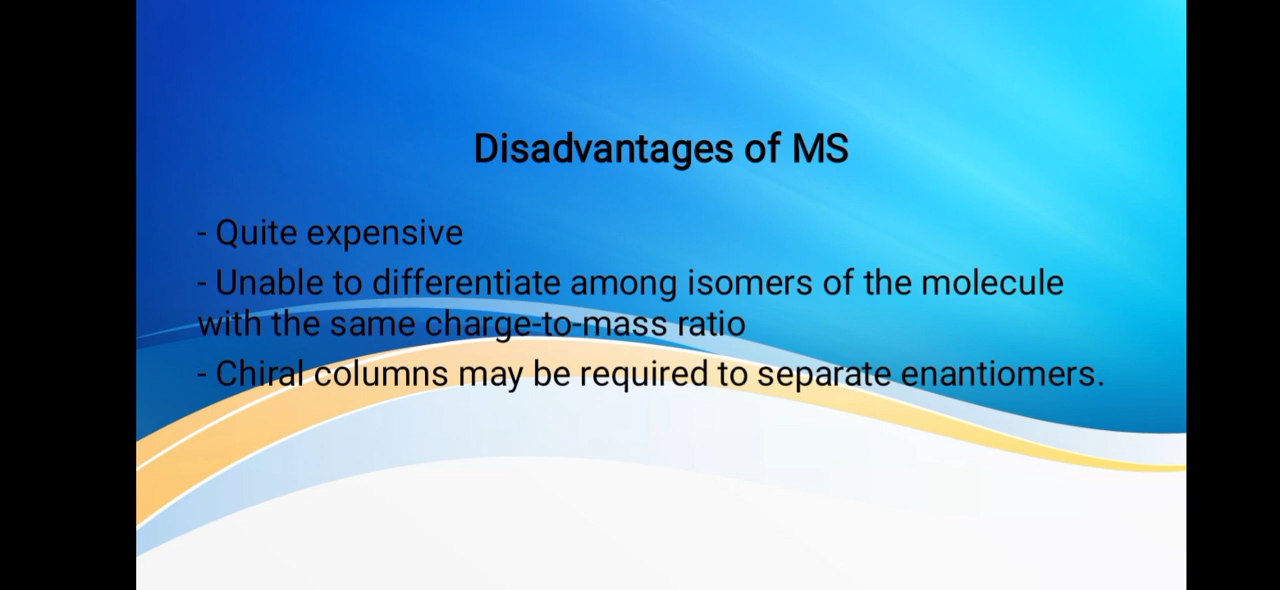 Disadvantages of MS
- Quite expensive
- Unable to differentiate among isomers of the molecule
with the same charge-to-mass ratio
- Chiral columns may be required to separate enantiomers.